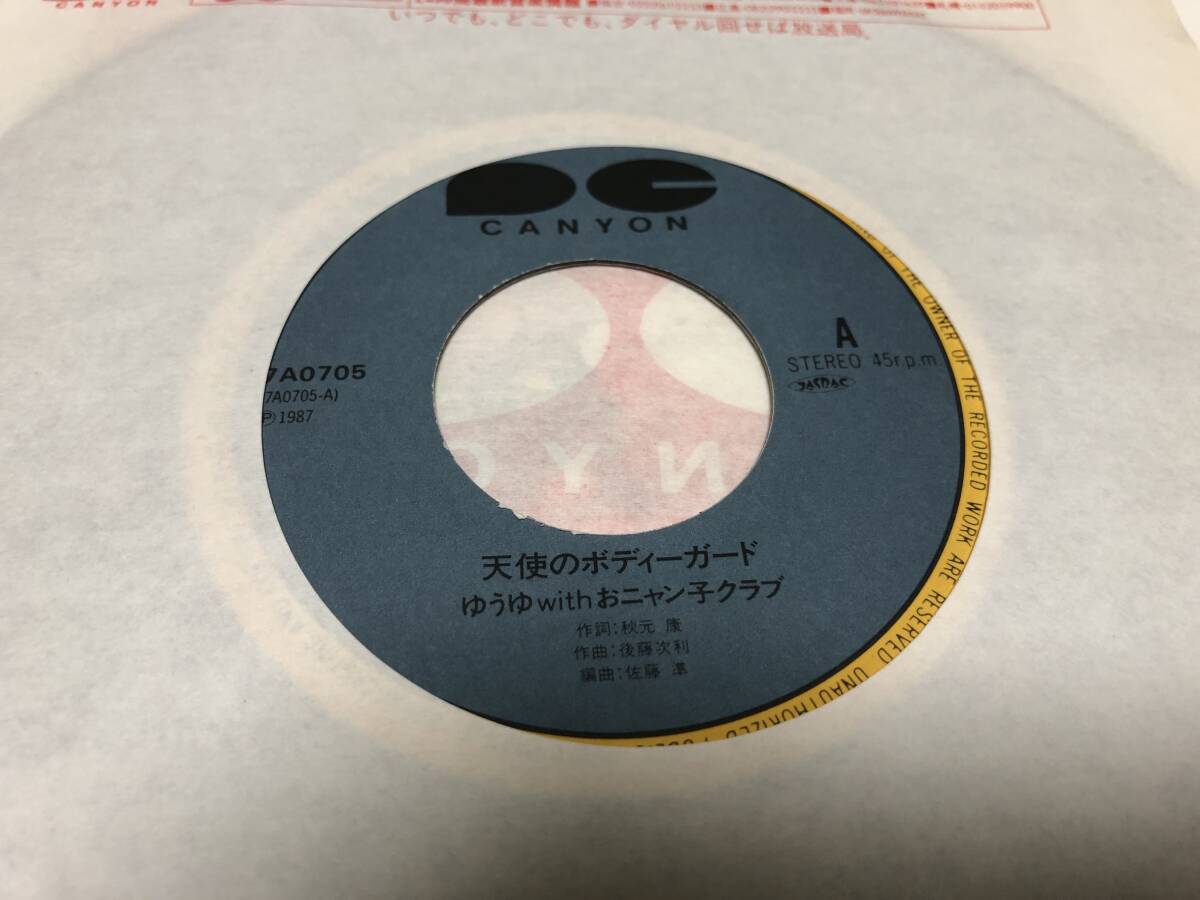 CANYON
いつでも、どこでも、ダイヤル回せば放送局。
CANYON
A
STEREO 45r.p.m.
JASRAC
7A0705
7A0705-A)
Ⓟ1987
天使のボディーガード
ゆうゆwithおニャン子クラブ
作詞：秋元 康
作曲：後藤次利
編曲：佐藤 準
OF THE OWNER OF THE RECORDED WORK ARE RESERVED UNAUTHORIZED
NYO